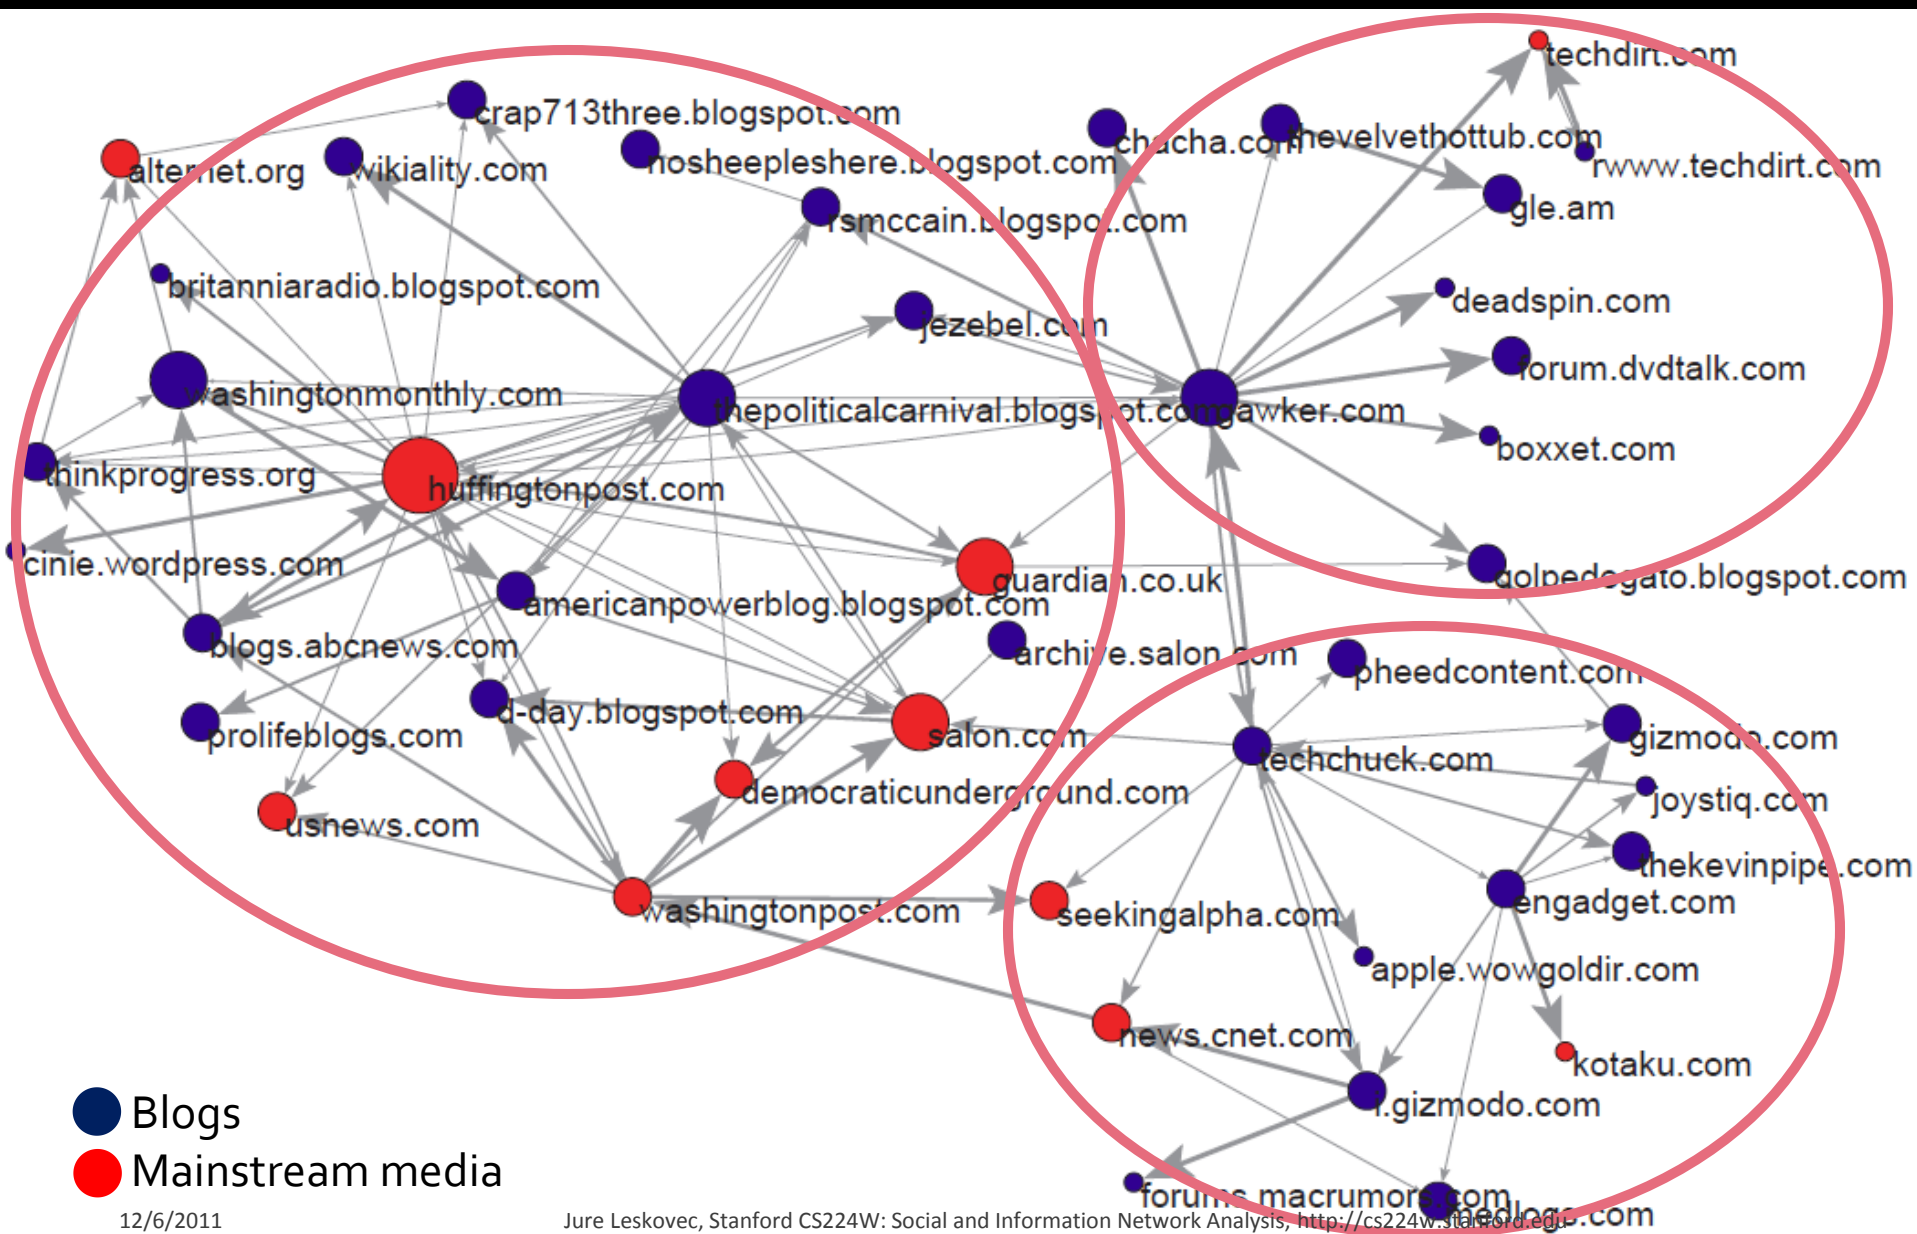 techdirt.com
crap713three.blogspot.com
chacha.com
thevelvethottub.com
alternet.org
wikiality.com
nosheepleshere.blogspot.com
rwww.techdirt.com
gle.am
rsmccain.blogspot.com
britanniaradio.blogspot.com
deadspin.com
jezebel.com
forum.dvdtalk.com
washingtonmonthly.com
thepoliticalcarnival.blogspot.com
gawker.com
boxxet.com
thinkprogress.org
huffingtonpost.com
cinie.wordpress.com
guardian.co.uk
golpedegato.blogspot.com
americanpowerblog.blogspot.com
blogs.abcnews.com
archive.salon.com
pheedcontent.com
d-day.blogspot.com
prolifeblogs.com
salon.com
gizmodo.com
techchuck.com
democraticunderground.com
joystiq.com
usnews.com
thekevinpipe.com
washingtonpost.com
seekingalpha.com
engadget.com
apple.wowgoldir.com
news.cnet.com
kotaku.com
i.gizmodo.com
Blogs
Mainstream media
forums.macrumors.com
medlogs.com
12/6/2011
Jure Leskovec, Stanford CS224W: Social and Information Network Analysis, http://cs224w.stanford.edu